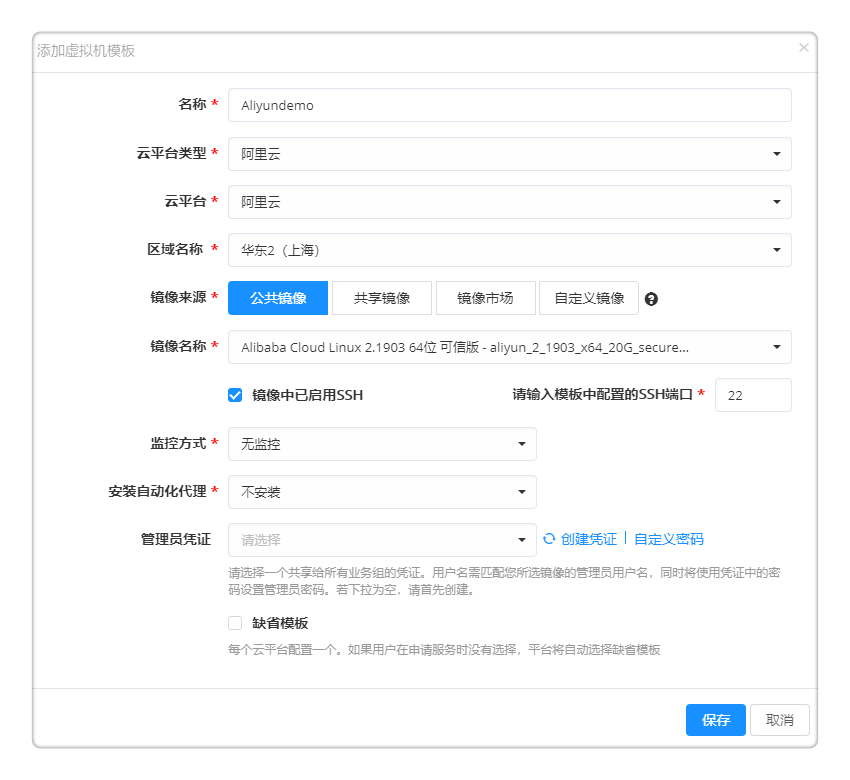 添加虚拟机模板 ×
名称 * Aliyundemo
云平台类型 * 阿里云
云平台 * 阿里云
区域名称 * 华东2（上海）
镜像来源 * 公共镜像 共享镜像 镜像市场 自定义镜像 ?
镜像名称 * Alibaba Cloud Linux 2.1903 64位 可信版 - aliyun_2_1903_x64_20G_secure...
镜像中已启用SSH 请输入模板中配置的SSH端口 * 22
监控方式 * 无监控
安装自动化代理 * 不安装
管理员凭证 请选择 创建凭证 | 自定义密码
请选择一个共享给所有业务组的凭证。用户名需匹配您所选镜像的管理员用户名，同时将使用凭证中的密
码设置管理员密码。若下拉为空，请首先创建。
缺省模板
每个云平台配置一个。如果用户在申请服务时没有选择，平台将自动选择缺省模板
保存 取消